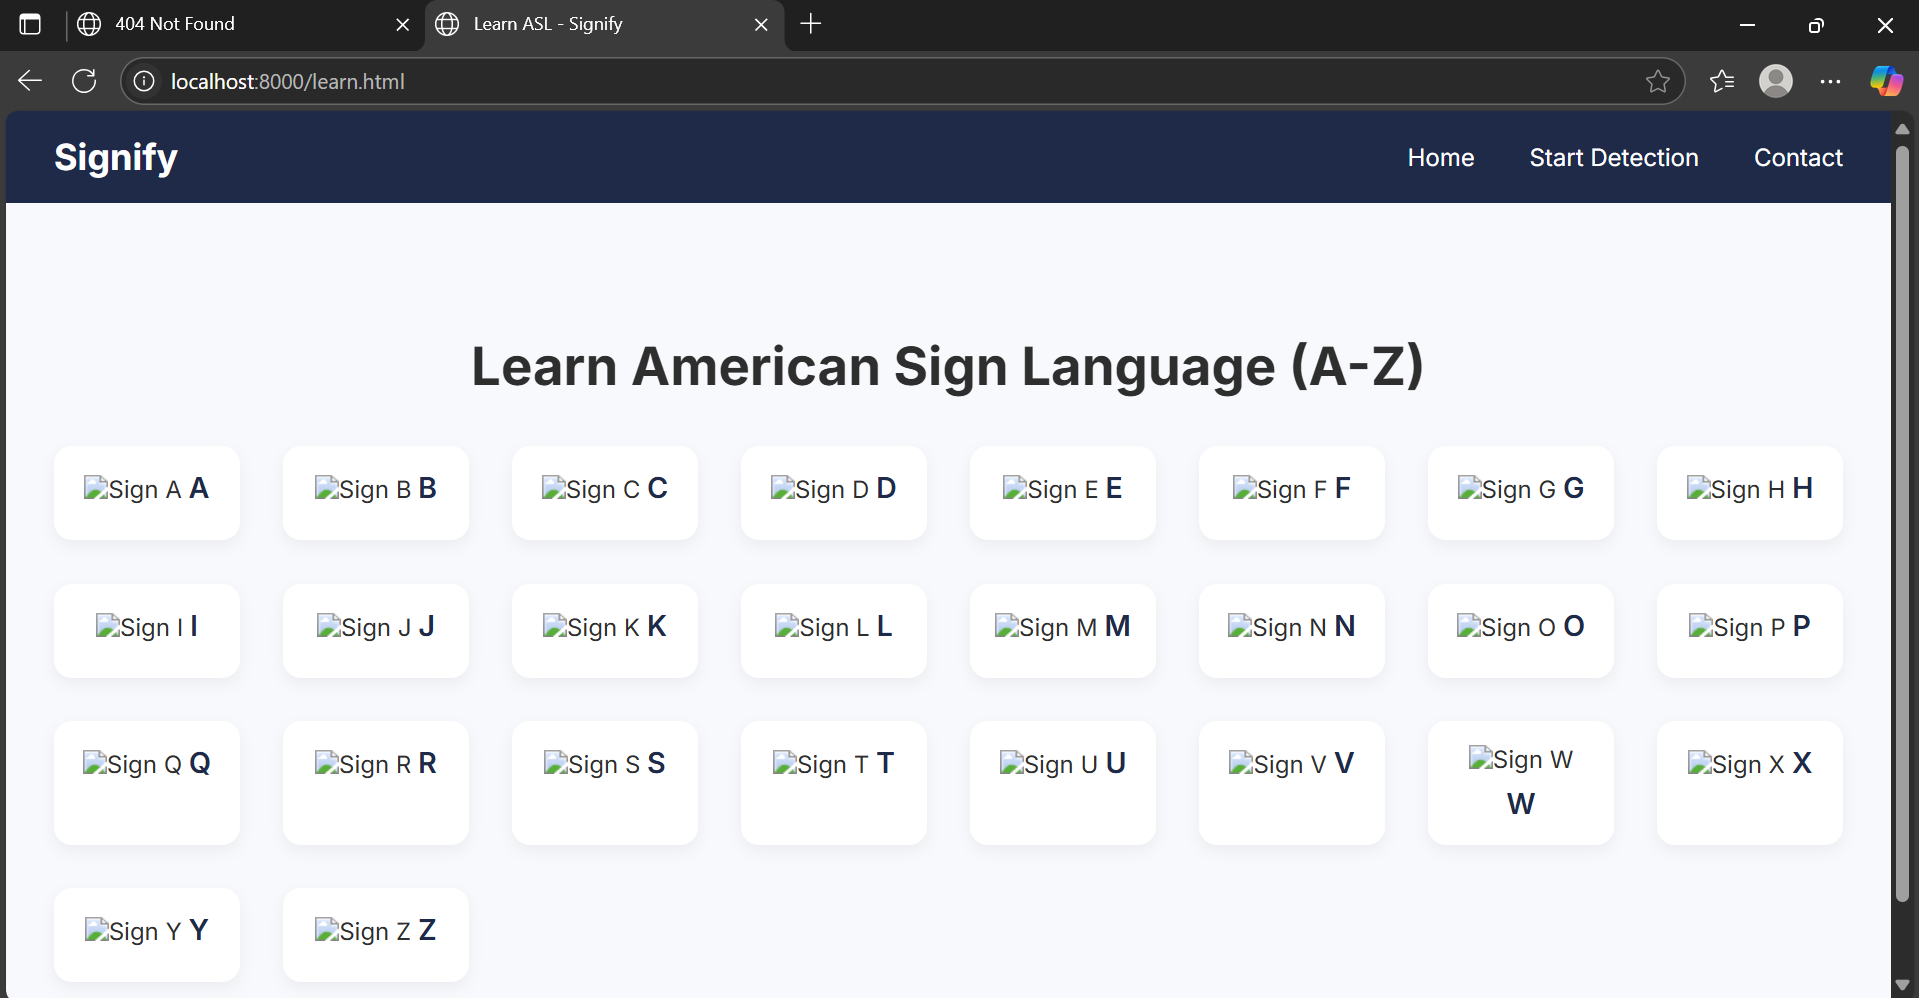 404 Not Found
Learn ASL - Signify
localhost:8000/learn.html
Signify
Home Start Detection Contact
Learn American Sign Language (A-Z)
Sign A A Sign B B Sign C C Sign D D Sign E E Sign F F Sign G G Sign H H
Sign I I Sign J J Sign K K Sign L L Sign M M Sign N N Sign O O Sign P P
Sign Q Q Sign R R Sign S S Sign T T Sign U U Sign V V Sign W W Sign X X
Sign Y Y Sign Z Z